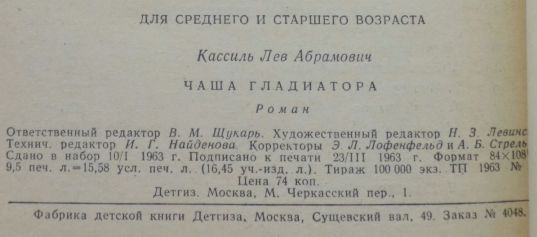 ДЛЯ СРЕДНЕГО И СТАРШЕГО ВОЗРАСТА
Кассиль Лев Абрамович
ЧАША ГЛАДИАТОРА
Роман
Ответственный редактор В. М. Щукарь. Художественный редактор Н. З. Левинс
Технич. редактор И. Г. Найденова. Корректоры Э. Л. Лофенфельд и А. Б. Стрель
Сдано в набор 10/I 1963 г. Подписано к печати 23/III 1963 г. Формат 84×108
9,5 печ. л.=15,58 усл. печ. л. (16,45 уч.-изд. л.). Тираж 100 000 экз. ТП 1963 №
Цена 74 коп.
Детгиз. Москва, М. Черкасский пер., 1.
Фабрика детской книги Детгиза, Москва, Сущевский вал, 49. Заказ № 4048.